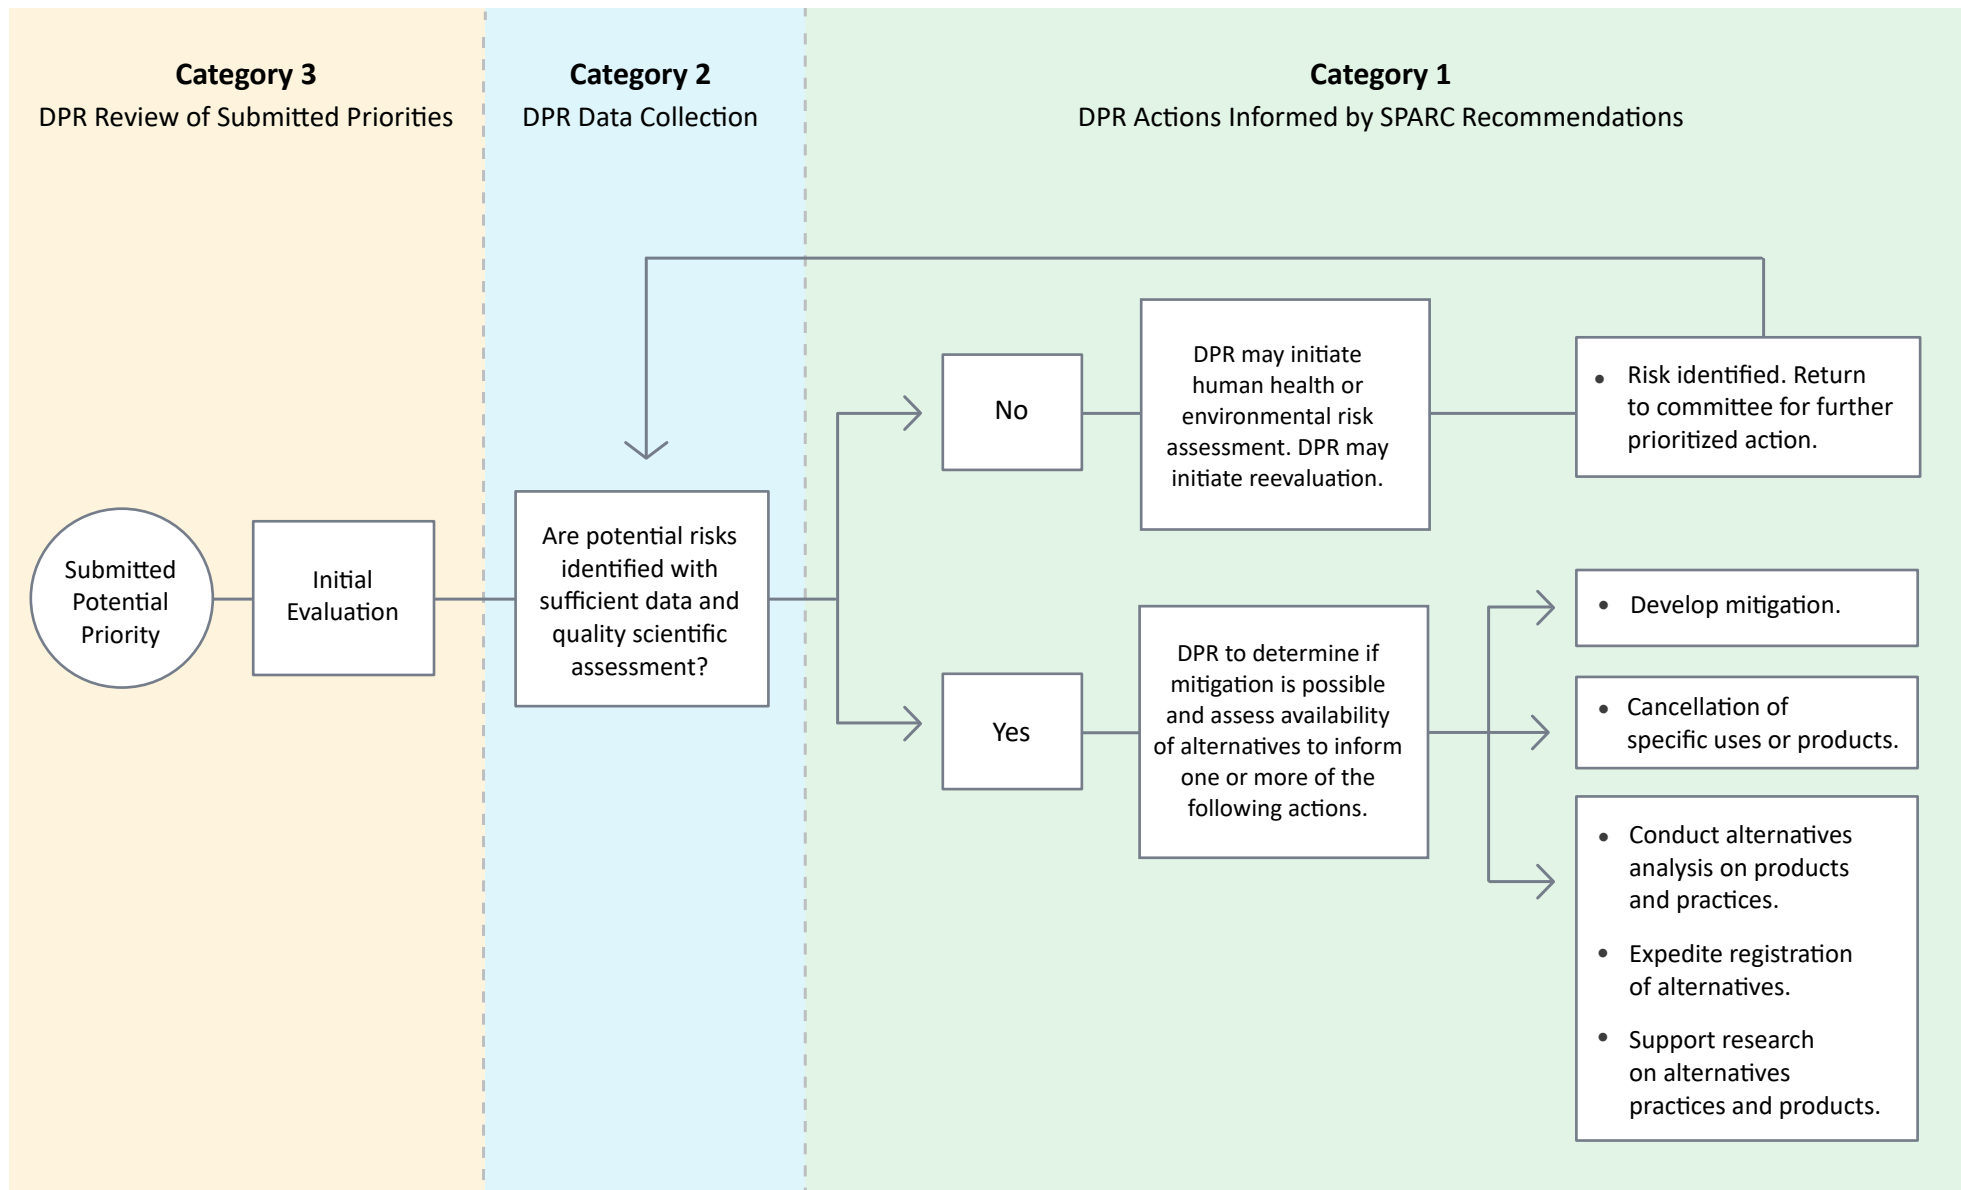 Category 3
DPR Review of Submitted Priorities
Category 2
DPR Data Collection
Category 1
DPR Actions Informed by SPARC Recommendations
Submitted
Potential
Priority
Initial
Evaluation
Are potential risks
identified with
sufficient data and
quality scientific
assessment?
No
DPR may initiate
human health or
environmental risk
assessment. DPR may
initiate reevaluation.
• Risk identified. Return
to committee for further
prioritized action.
Yes
DPR to determine if
mitigation is possible
and assess availability
of alternatives to inform
one or more of the
following actions.
• Develop mitigation.
• Cancellation of
specific uses or products.
• Conduct alternatives
analysis on products
and practices.
• Expedite registration
of alternatives.
• Support research
on alternatives
practices and products.